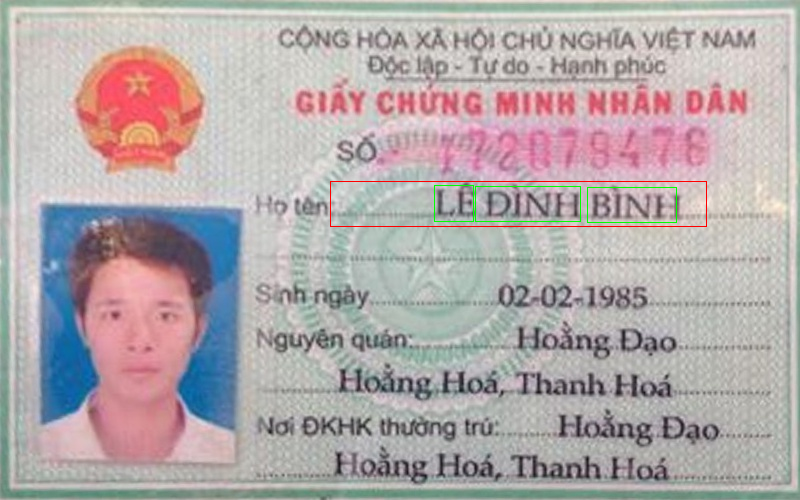 CỘNG HÒA XÃ HỘI CHỦ NGHĨA VIỆT NAM
Độc lập - Tự do - Hạnh phúc
GIẤY CHỨNG MINH NHÂN DÂN
SỐ 172079476
Họ tên: LÊ ĐÌNH BÌNH
Sinh ngày 02-02-1985
Nguyên quán: Hoằng Đạo
Hoằng Hoá, Thanh Hoá
Nơi ĐKHK thường trú: Hoằng Đạo
Hoằng Hoá, Thanh Hoá